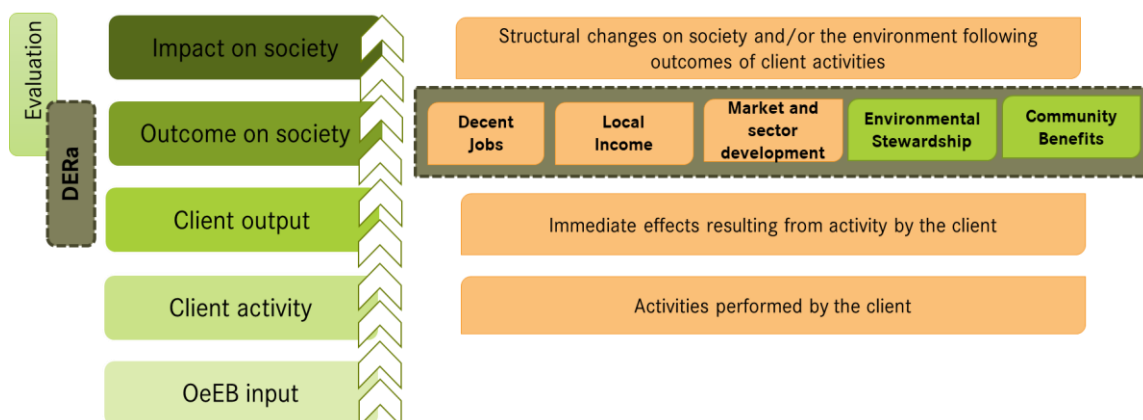 Evaluation
DERa
Impact on society
Structural changes on society and/or the environment following
outcomes of client activities
Outcome on society
Decent
Jobs
Local
Income
Market and
sector
development
Environmental
Stewardship
Community
Benefits
Client output
Immediate effects resulting from activity by the client
Client activity
Activities performed by the client
OeEB input